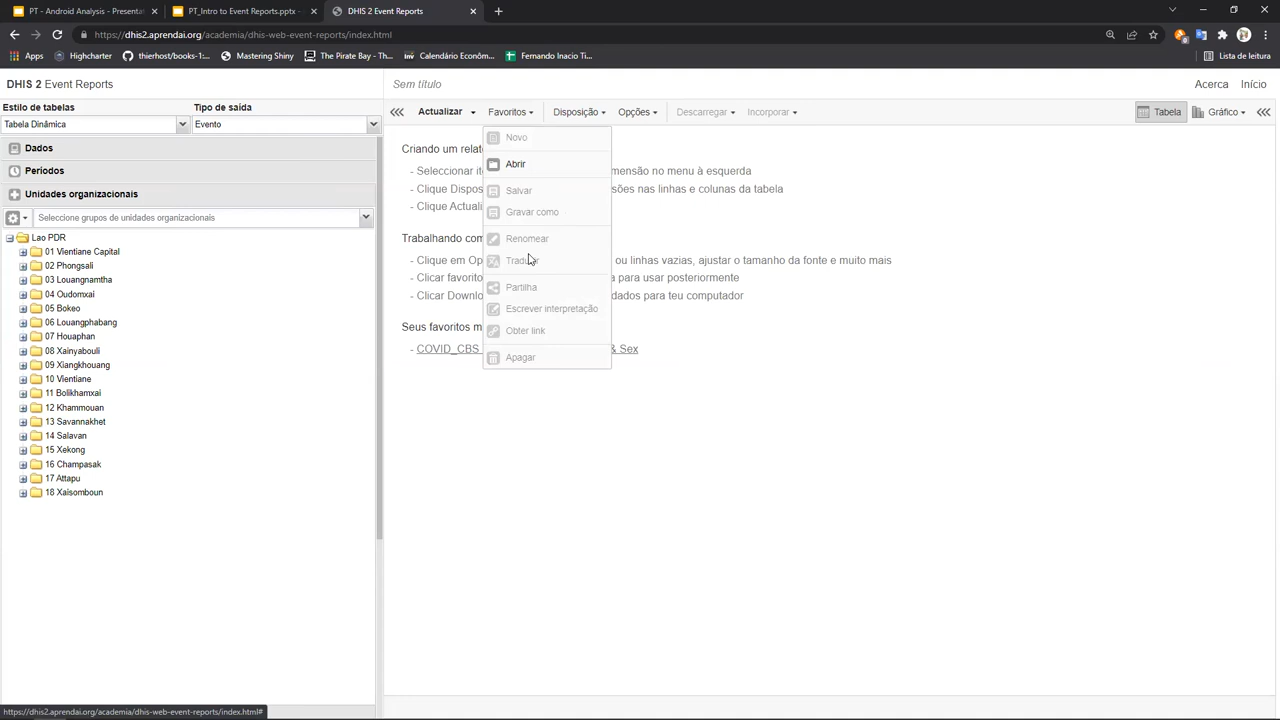 PT - Android Analysis - Presenta
PT_Intro to Event Reports.pptx -
DHIS 2 Event Reports
https://dhis2.aprendai.org/academia/dhis-web-event-reports/index.html
Apps
Highcharter
thierhost/books-1:...
Mastering Shiny
The Pirate Bay - Th...
Calendário Econôm...
Fernando Inacio Ti...
Lista de leitura
DHIS 2 Event Reports
Sem título
Acerca
Início
Estilo de tabelas
Tipo de saída
Tabela Dinâmica
Evento
Actualizar
Favoritos
Disposição
Opções
Descarregar
Incorporar
Tabela
Gráfico
Dados
Períodos
Unidades organizacionais
Seleccione grupos de unidades organizacionais
Lao PDR
01 Vientiane Capital
02 Phongsali
03 Louangnamtha
04 Oudomxai
05 Bokeo
06 Louangphabang
07 Houaphan
08 Xainyabouli
09 Xiangkhouang
10 Vientiane
11 Bolikhamxai
12 Khammouan
13 Savannakhet
14 Salavan
15 Xekong
16 Champasak
17 Attapu
18 Xaisomboun
Novo
Abrir
Salvar
Gravar como
Renomear
Partilha
Escrever interpretação
Obter link
Apagar
Criando um
- Seleccionar mensão no menu à esquerda
- Clique sões nas linhas e colunas da tabela
- Clique
Trabalhando
- Clique em ou linhas vazias, ajustar o tamanho da fonte e muito mais
- Clicar para usar posteriormente
- Clicar dados para teu computador
Seus favoritos
- COVID_CBS & Sex
https://dhis2.aprendai.org/academia/dhis-web-event-reports/index.html#